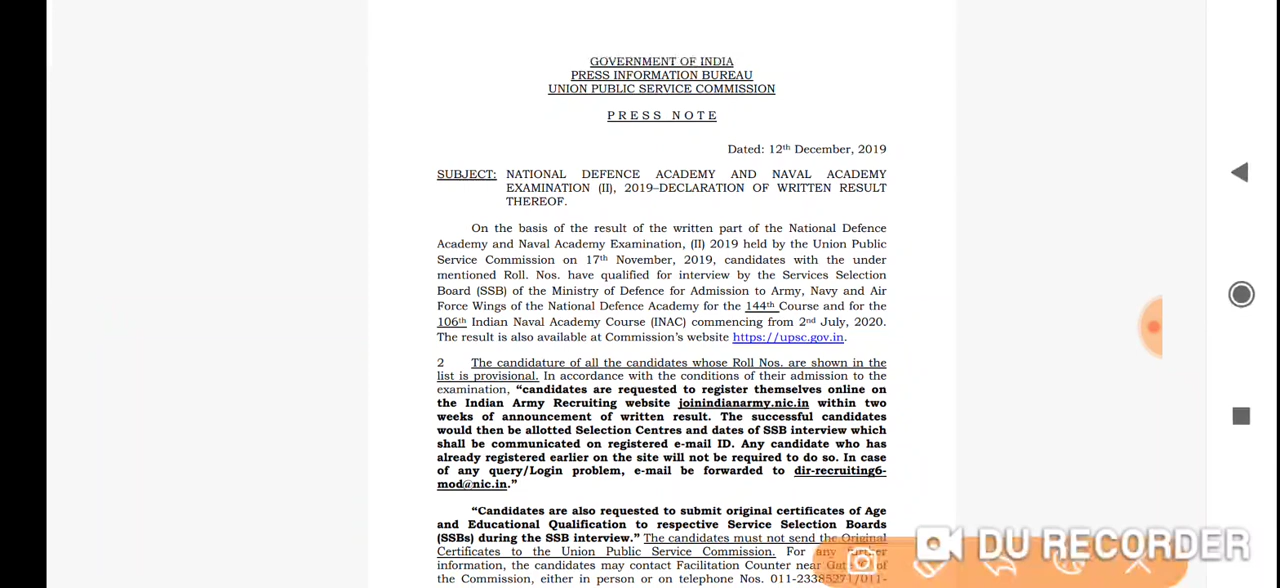 GOVERNMENT OF INDIA
PRESS INFORMATION BUREAU
UNION PUBLIC SERVICE COMMISSION
PRESS NOTE
Dated: 12th December, 2019
SUBJECT: NATIONAL DEFENCE ACADEMY AND NAVAL ACADEMY
EXAMINATION (II), 2019–DECLARATION OF WRITTEN RESULT
THEREOF.
On the basis of the result of the written part of the National Defence
Academy and Naval Academy Examination, (II) 2019 held by the Union Public
Service Commission on 17th November, 2019, candidates with the under
mentioned Roll. Nos. have qualified for interview by the Services Selection
Board (SSB) of the Ministry of Defence for Admission to Army, Navy and Air
Force Wings of the National Defence Academy for the 144th Course and for the
106th Indian Naval Academy Course (INAC) commencing from 2nd July, 2020.
The result is also available at Commission's website https://upsc.gov.in.
2 The candidature of all the candidates whose Roll Nos. are shown in the
list is provisional. In accordance with the conditions of their admission to the
examination, “candidates are requested to register themselves online on
the Indian Army Recruiting website joinindianarmy.nic.in within two
weeks of announcement of written result. The successful candidates
would then be allotted Selection Centres and dates of SSB interview which
shall be communicated on registered e-mail ID. Any candidate who has
already registered earlier on the site will not be required to do so. In case
of any query/Login problem, e-mail be forwarded to dir-recruiting6-
mod@nic.in.”
“Candidates are also requested to submit original certificates of Age
and Educational Qualification to respective Service Selection Boards
(SSBs) during the SSB interview.” The candidates must not send the Original
Certificates to the Union Public Service Commission. For any further
information, the candidates may contact Facilitation Counter near Gate of
the Commission, either in person or on telephone Nos. 011-23385271/011-
DU RECORDER